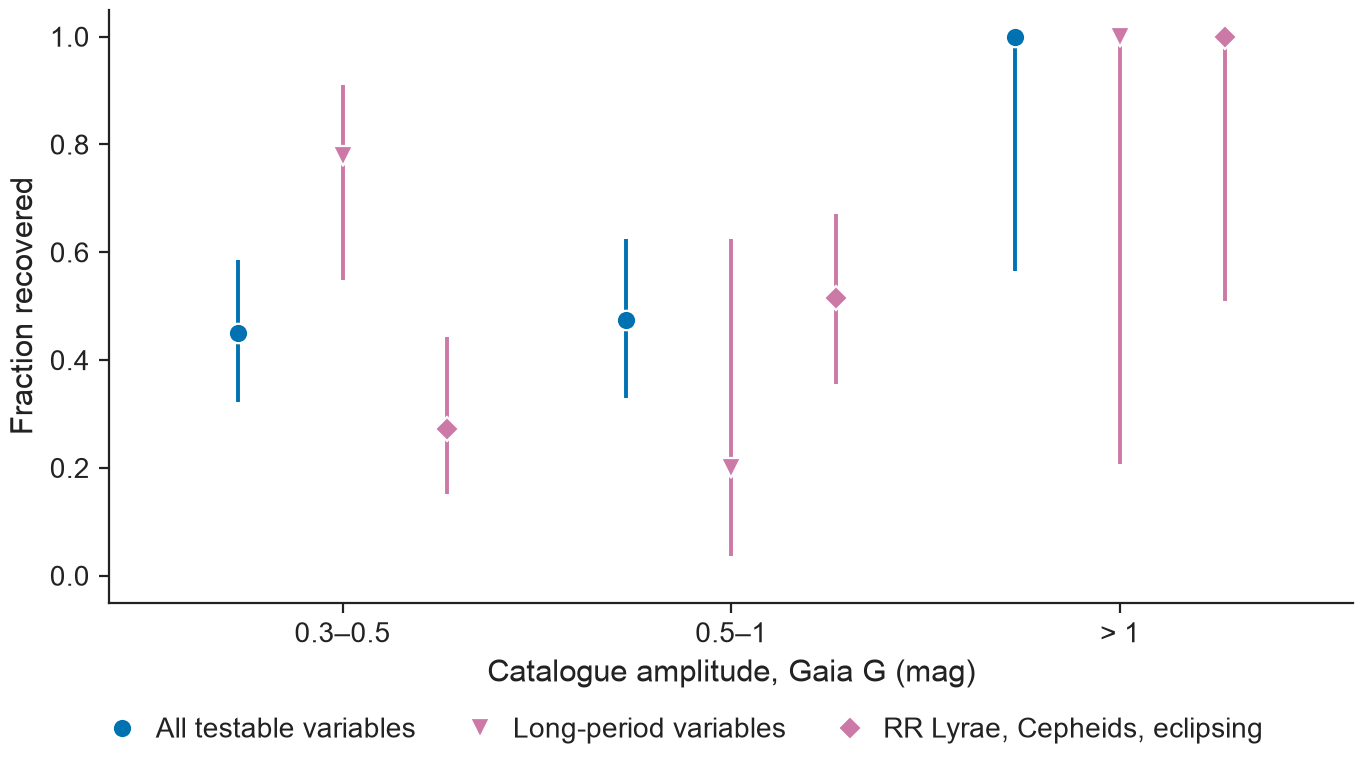 Fraction recovered
1.0
0.8
0.6
0.4
0.2
0.0
0.3–0.5 0.5–1 > 1
Catalogue amplitude, Gaia G (mag)
All testable variables Long-period variables RR Lyrae, Cepheids, eclipsing